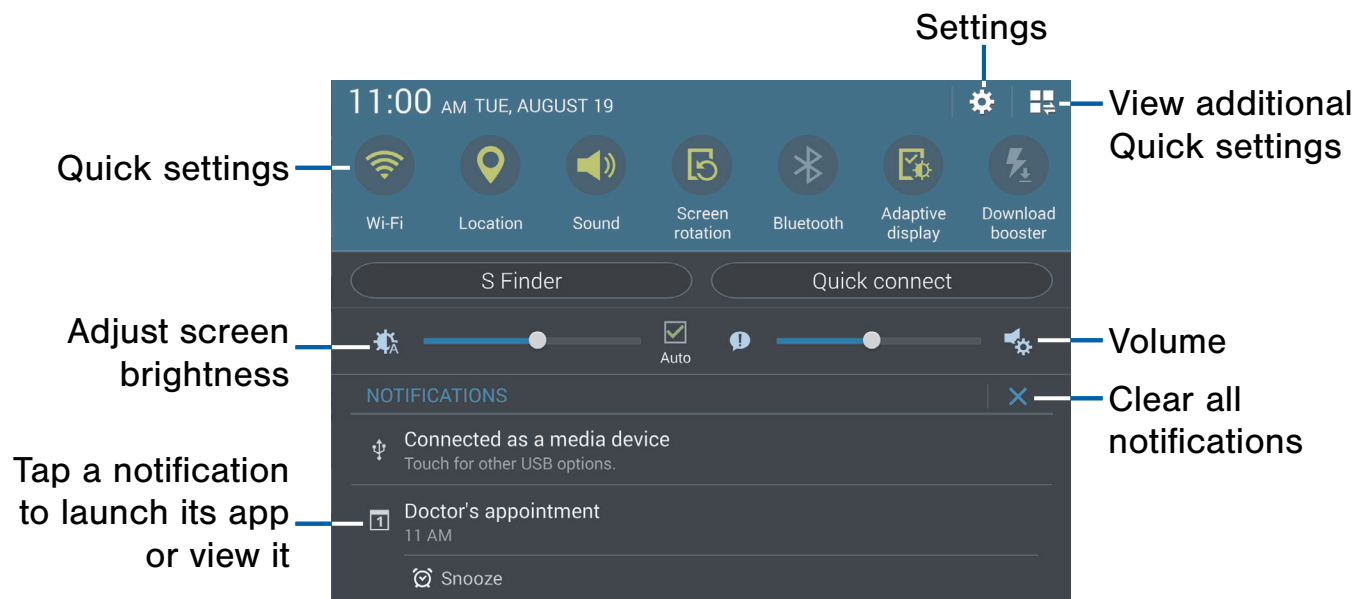 Settings
11:00 AM TUE, AUGUST 19
View additional
Quick settings
Quick settings
Wi-Fi
Location
Sound
Screen
rotation
Bluetooth
Adaptive
display
Download
booster
S Finder
Quick connect
Adjust screen
brightness
A
Auto
Volume
NOTIFICATIONS
Clear all
notifications
Connected as a media device
Touch for other USB options.
Tap a notification
to launch its app
or view it
1
Doctor's appointment
11 AM
Snooze